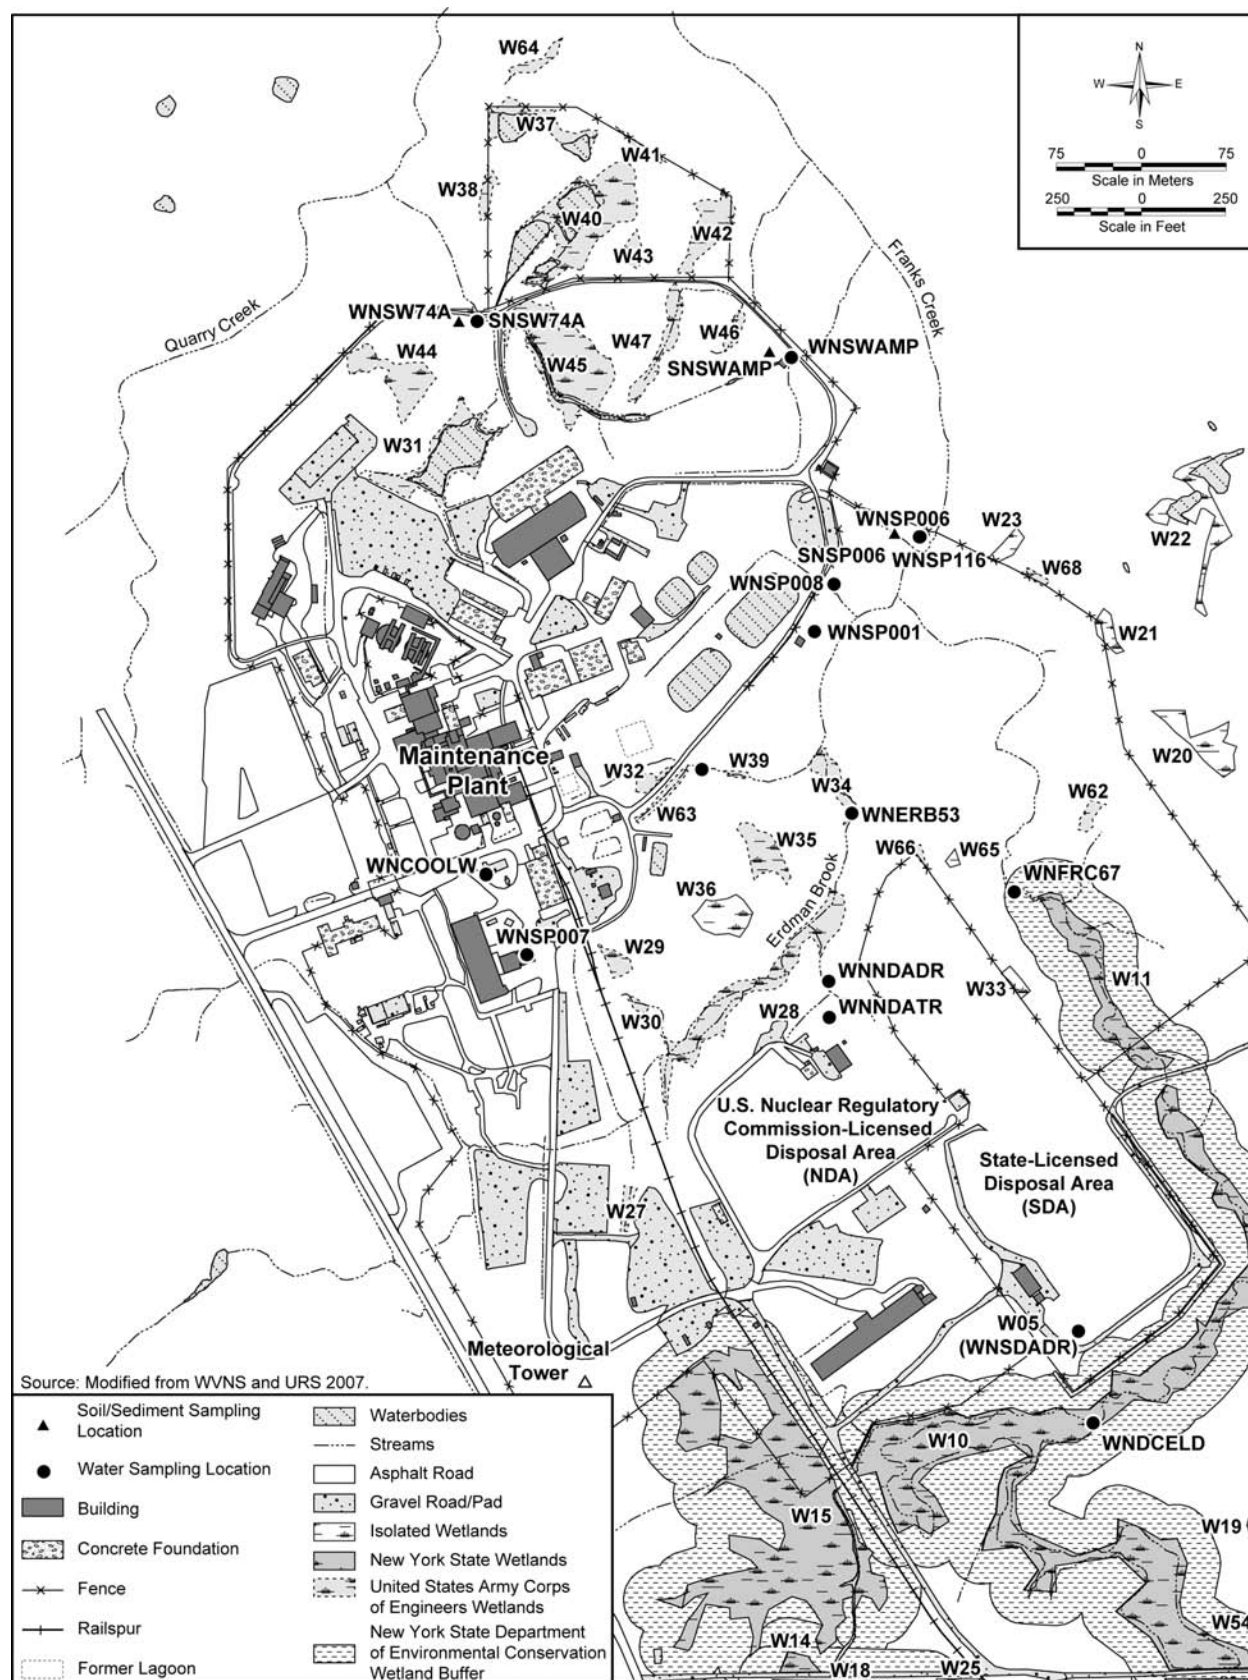 W64
N
W
E
S
75
0
75
Scale in Meters
250
0
250
Scale in Feet
W37
W41
W38
W40
W42
W43
Franks Creek
Quarry Creek
WNSW74A
SNSW74A
W47
W46
WNSWAMP
W44
W45
SNSWAMP
W31
WNSP006
W23
W22
SNSP006
WNSP116
W68
WNSP008
WNSP001
W21
W20
Maintenance
Plant
W32
W39
W34
W62
W63
WNERB53
W35
W66
W65
WNCOOLW
WNFRC67
W36
Erdman Brook
WNSP007
W29
WNNDADR
W33
W11
W30
W28
WNNDATR
U.S. Nuclear Regulatory
Commission-Licensed
Disposal Area
(NDA)
State-Licensed
Disposal Area
(SDA)
W27
W05
(WNSDADR)
Meteorological
Tower
Source: Modified from WVNS and URS 2007.
W10
WNDCELD
W15
W19
W54
W14
W18
W25
Soil/Sediment Sampling
Location
Water Sampling Location
Building
Concrete Foundation
Fence
Railspur
Former Lagoon
Waterbodies
Streams
Asphalt Road
Gravel Road/Pad
Isolated Wetlands
New York State Wetlands
United States Army Corps
of Engineers Wetlands
New York State Department
of Environmental Conservation
Wetland Buffer